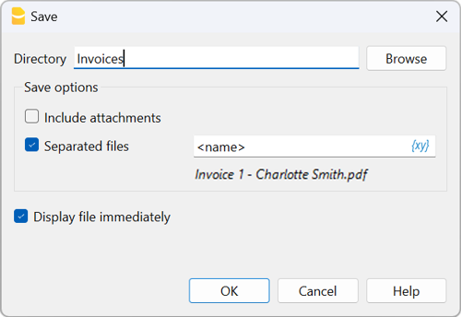 Save
Directory Invoices Browse
Save options
Include attachments
Separated files <name> {xy}
Invoice 1 - Charlotte Smith.pdf
Display file immediately
OK Cancel Help